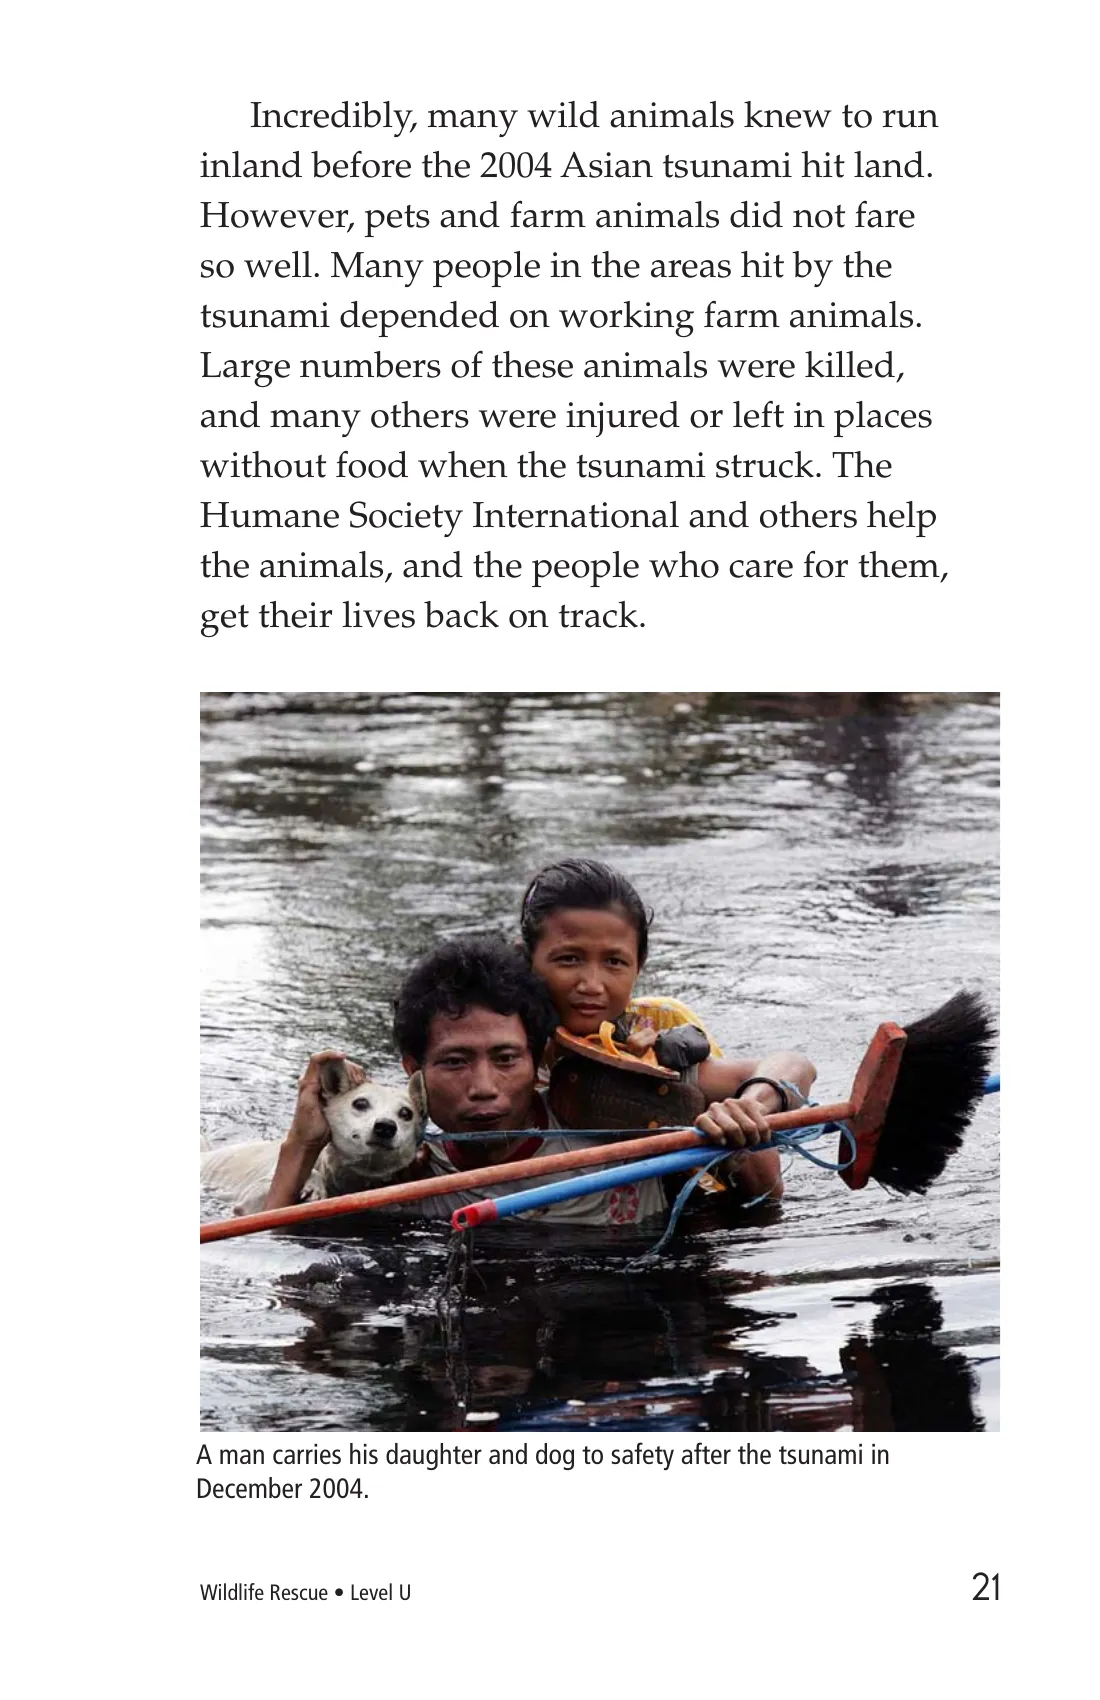 Incredibly, many wild animals knew to run
inland before the 2004 Asian tsunami hit land.
However, pets and farm animals did not fare
so well. Many people in the areas hit by the
tsunami depended on working farm animals.
Large numbers of these animals were killed,
and many others were injured or left in places
without food when the tsunami struck. The
Humane Society International and others help
the animals, and the people who care for them,
get their lives back on track.
A man carries his daughter and dog to safety after the tsunami in
December 2004.
Wildlife Rescue • Level U
21